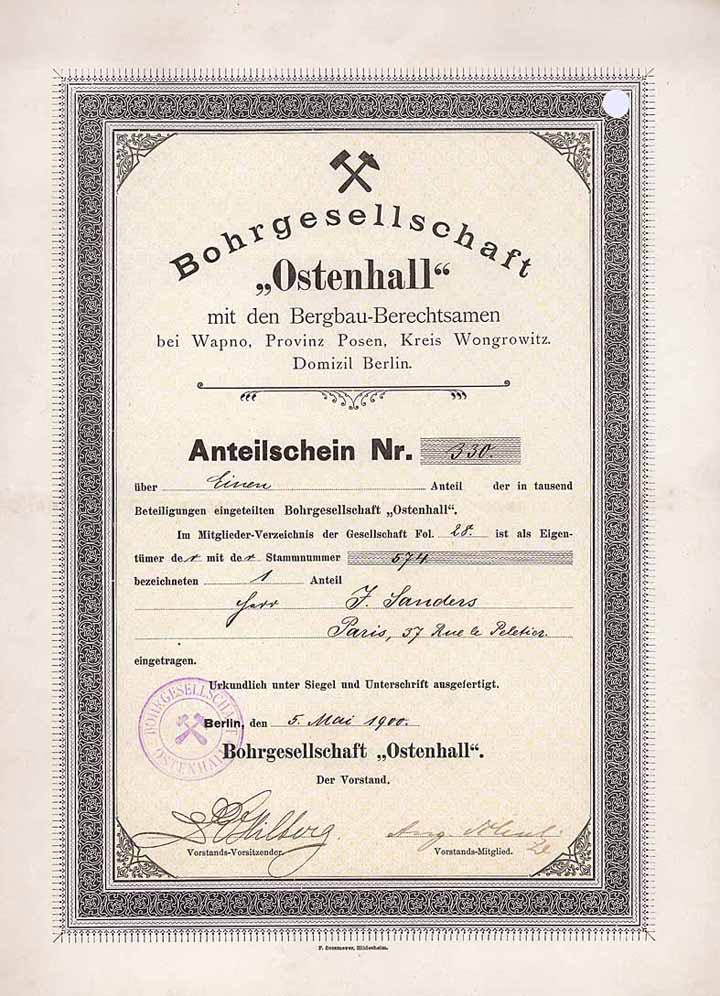 Bohrgesellschaft
„Ostenhall“
mit den Bergbau-Berechtsamen
bei Wapno, Provinz Posen, Kreis Wongrowitz.
Domizil Berlin.
Anteilschein Nr. 330.
über Einen Anteil der in tausend
Beteiligungen eingeteilten Bohrgesellschaft „Ostenhall“.
Im Mitglieder-Verzeichnis der Gesellschaft Fol. 28. ist als Eigen-
tümer der mit der Stammnummer 574
bezeichneten 1 Anteil
Herr J. Sanders
Paris, 37 Rue le Peletier.
eingetragen.
Urkundlich unter Siegel und Unterschrift ausgefertigt.
BOHRGESELLSCHAFT
OSTENHALL
Berlin, den 5. Mai 1900.
Bohrgesellschaft „Ostenhall“.
Der Vorstand.
Vorstands-Vorsitzender.
Vorstands-Mitglied.
Hildesheim.